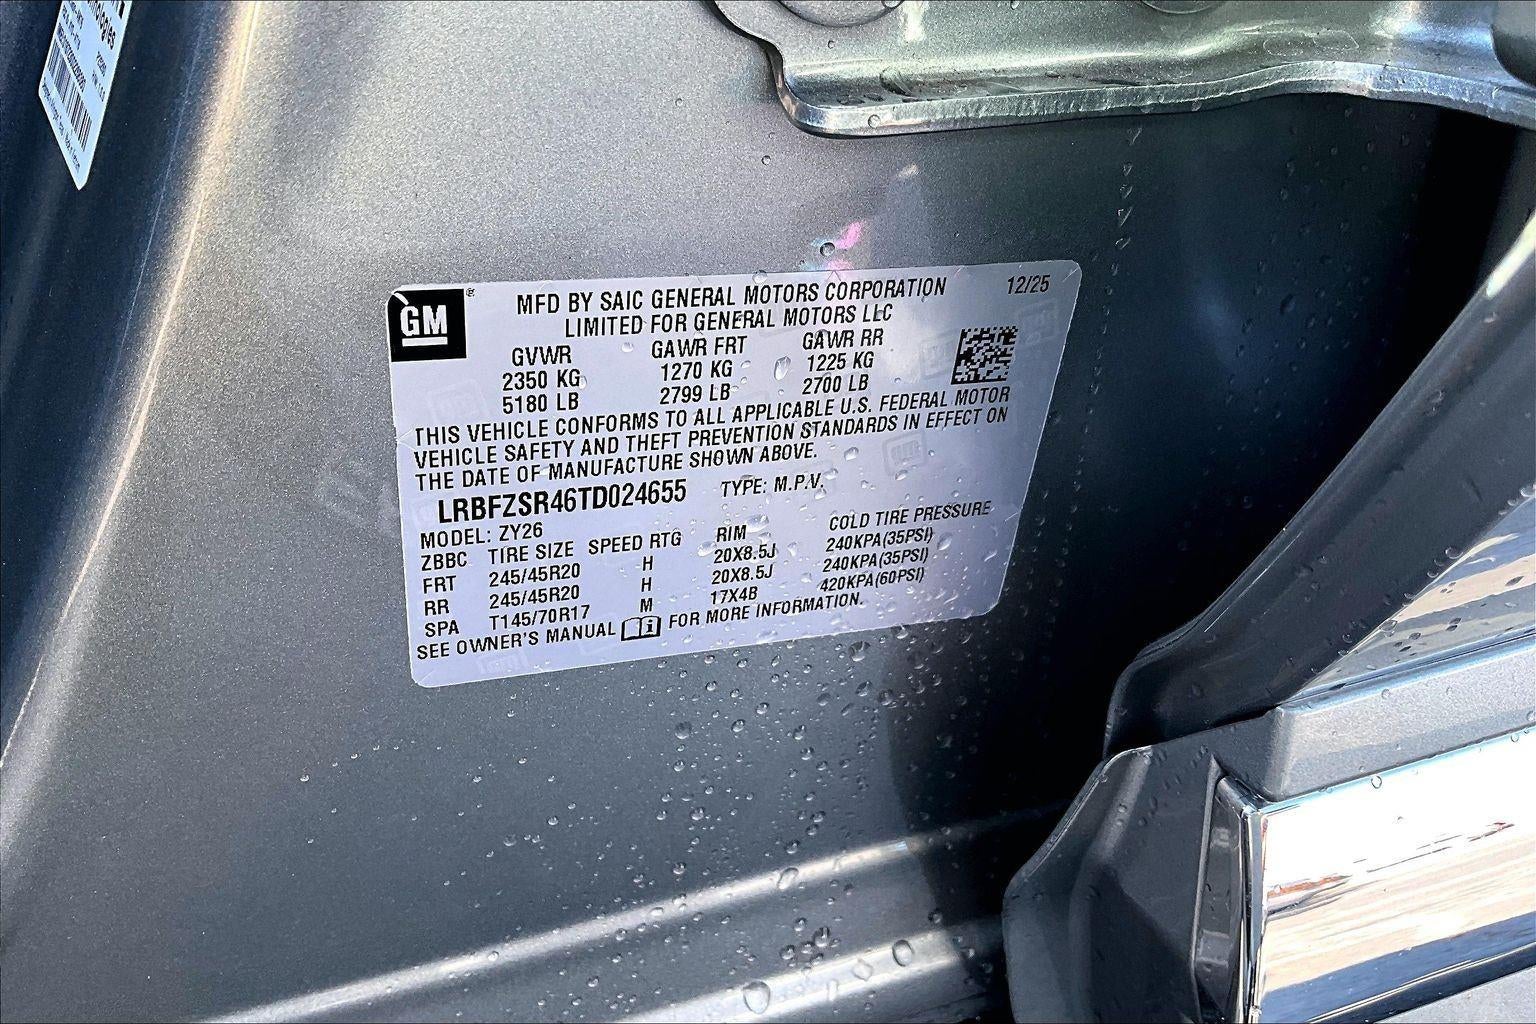 nologies
GM ®
MFD BY SAIC GENERAL MOTORS CORPORATION 12/25
LIMITED FOR GENERAL MOTORS LLC
GVWR GAWR FRT GAWR RR
2350 KG 1270 KG 1225 KG
5180 LB 2799 LB 2700 LB
THIS VEHICLE CONFORMS TO ALL APPLICABLE U.S. FEDERAL MOTOR
VEHICLE SAFETY AND THEFT PREVENTION STANDARDS IN EFFECT ON
THE DATE OF MANUFACTURE SHOWN ABOVE.
LRBFZSR46TD024655 TYPE: M.P.V.
MODEL: ZY26
ZBBC TIRE SIZE SPEED RTG RIM COLD TIRE PRESSURE
FRT 245/45R20 H 20X8.5J 240KPA(35PSI)
RR 245/45R20 H 20X8.5J 240KPA(35PSI)
SPA T145/70R17 M 17X4B 420KPA(60PSI)
SEE OWNER'S MANUAL FOR MORE INFORMATION.